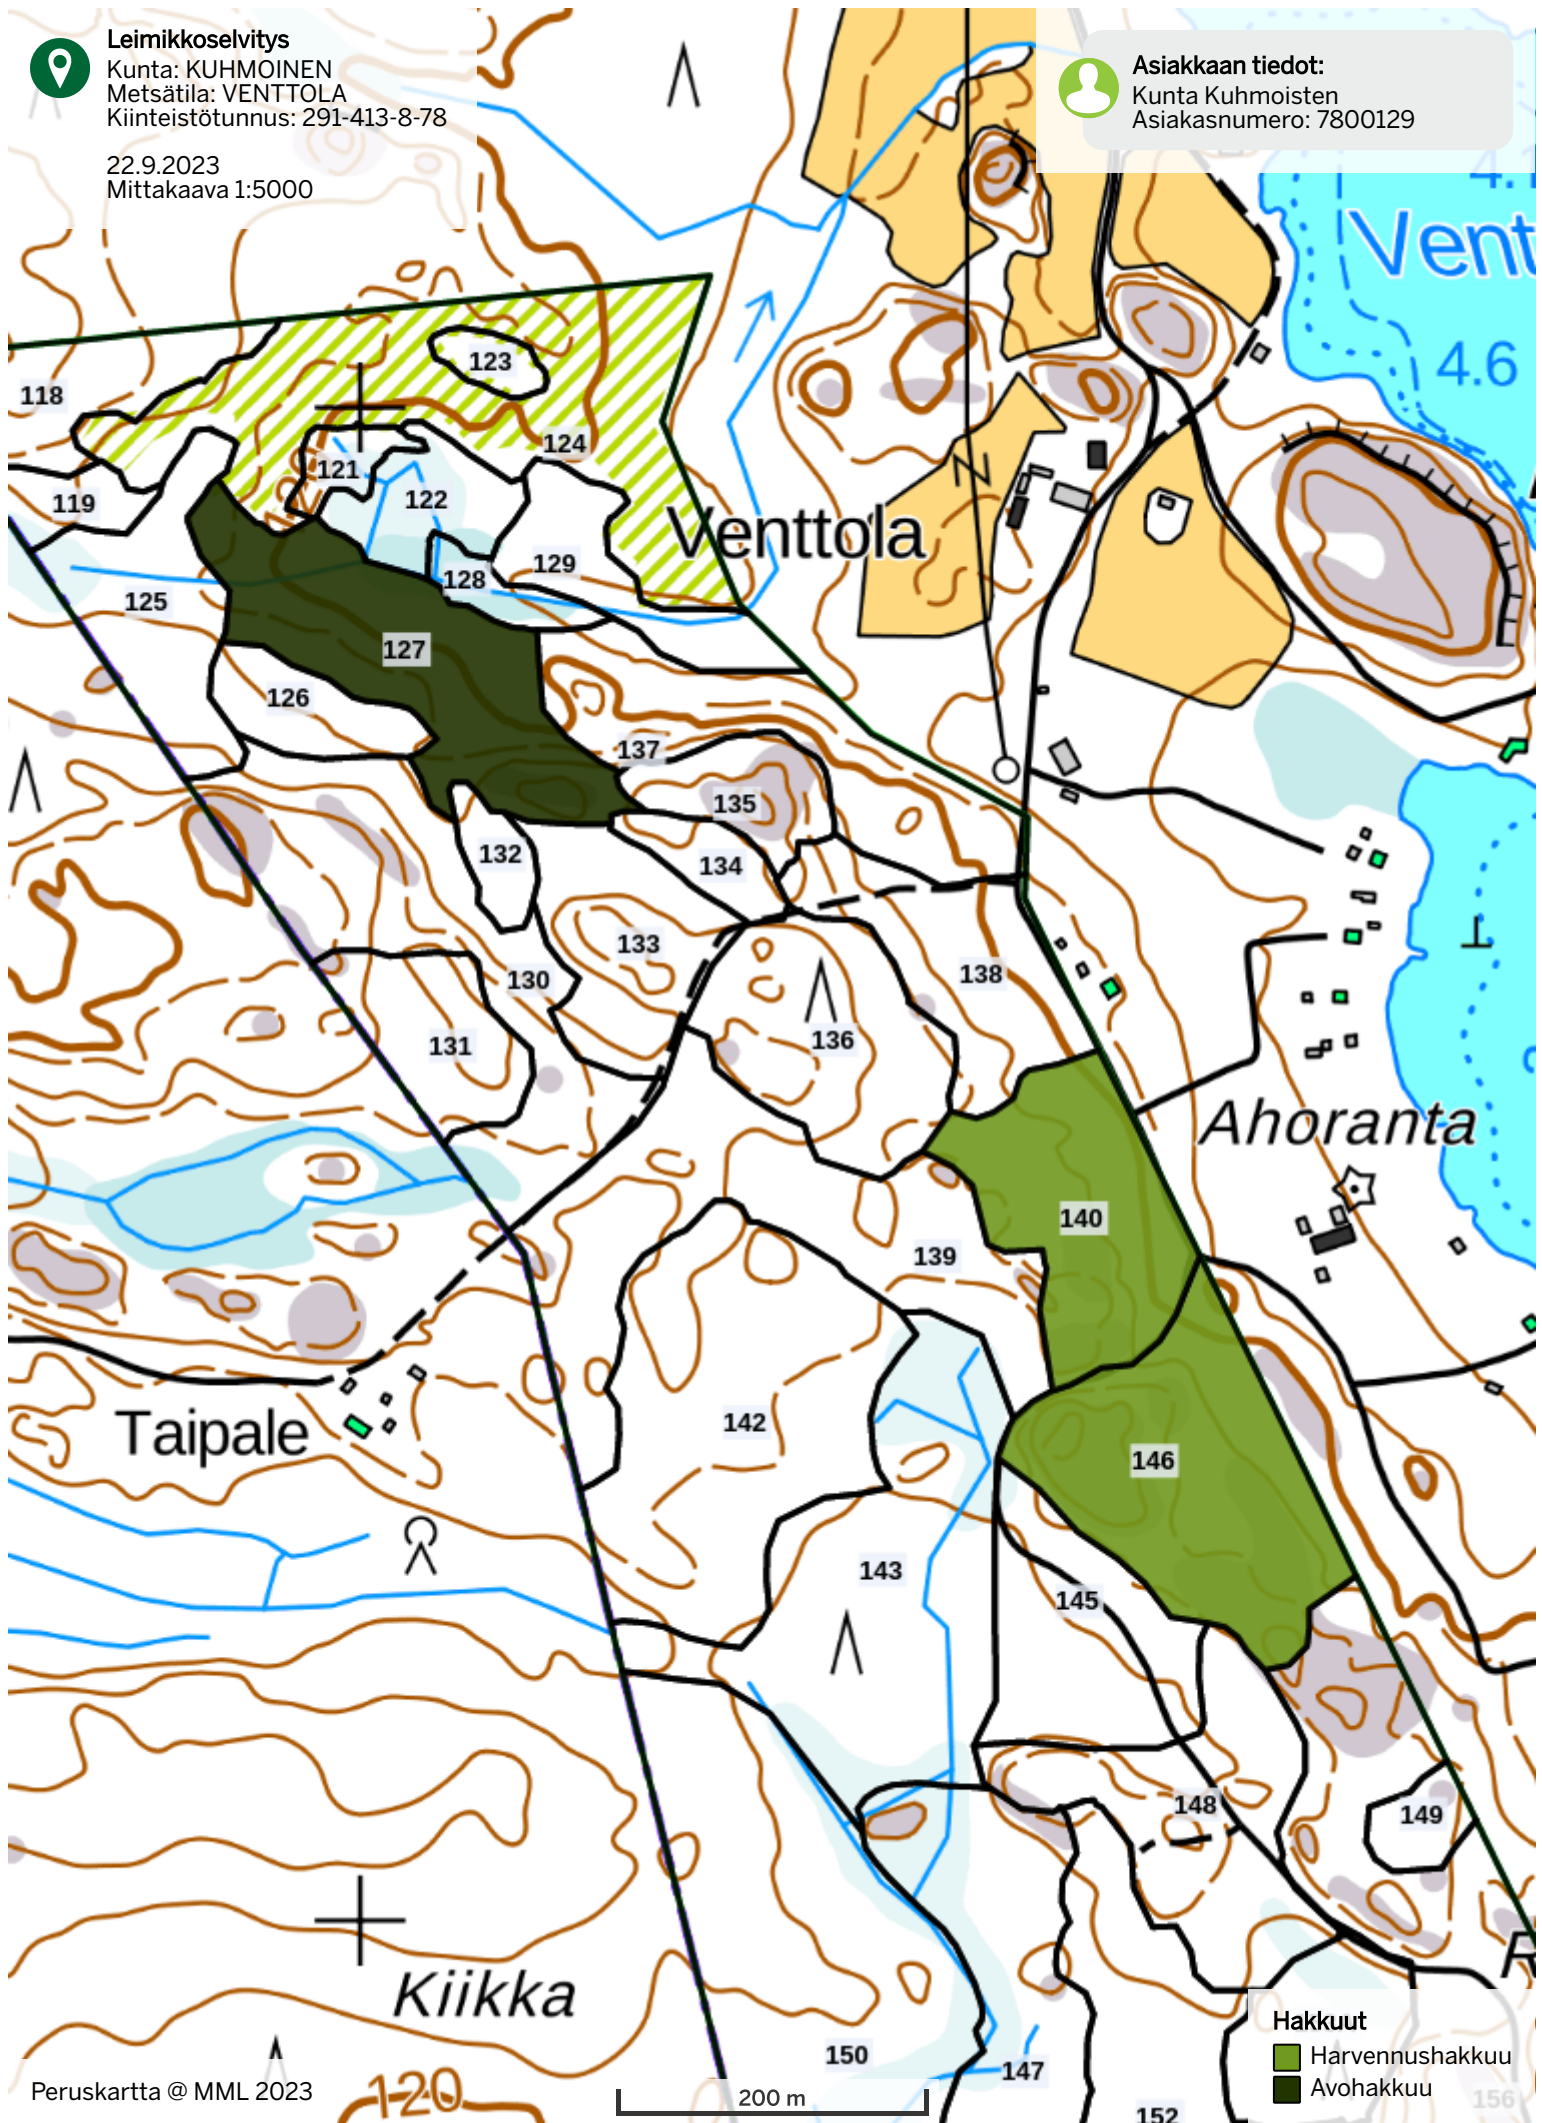 Leimikkoselvitys
Kunta: KUHMOINEN
Metsätila: VENTTOLA
Kiinteistötunnus: 291-413-8-78
22.9.2023
Mittakaava 1:5000
Asiakkaan tiedot:
Kunta Kuhmoisten
Asiakasnumero: 7800129
Vent
4.6
123
118
124
121
119
122
N
Venttola
129
128
125
127
126
137
135
132
134
133
138
130
136
131
Ahoranta
140
139
142
Taipale
146
143
145
148
149
Kiikka
150
147
120
152
156
Hakkuut
Harvennushakkuu
Avohakkuu
Peruskartta @ MML 2023
200 m